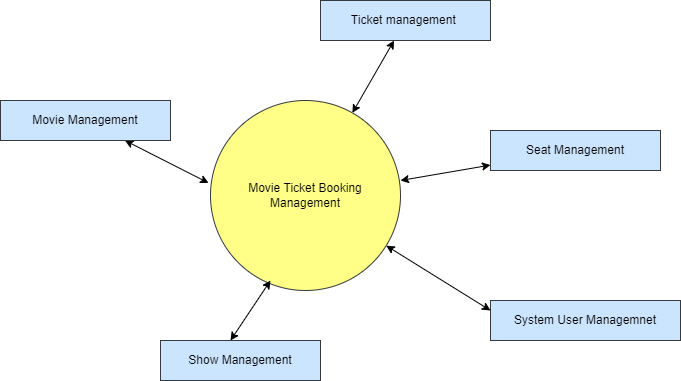 Ticket management
Movie Management
Seat Management
Movie Ticket Booking
Management
System User Managemnet
Show Management